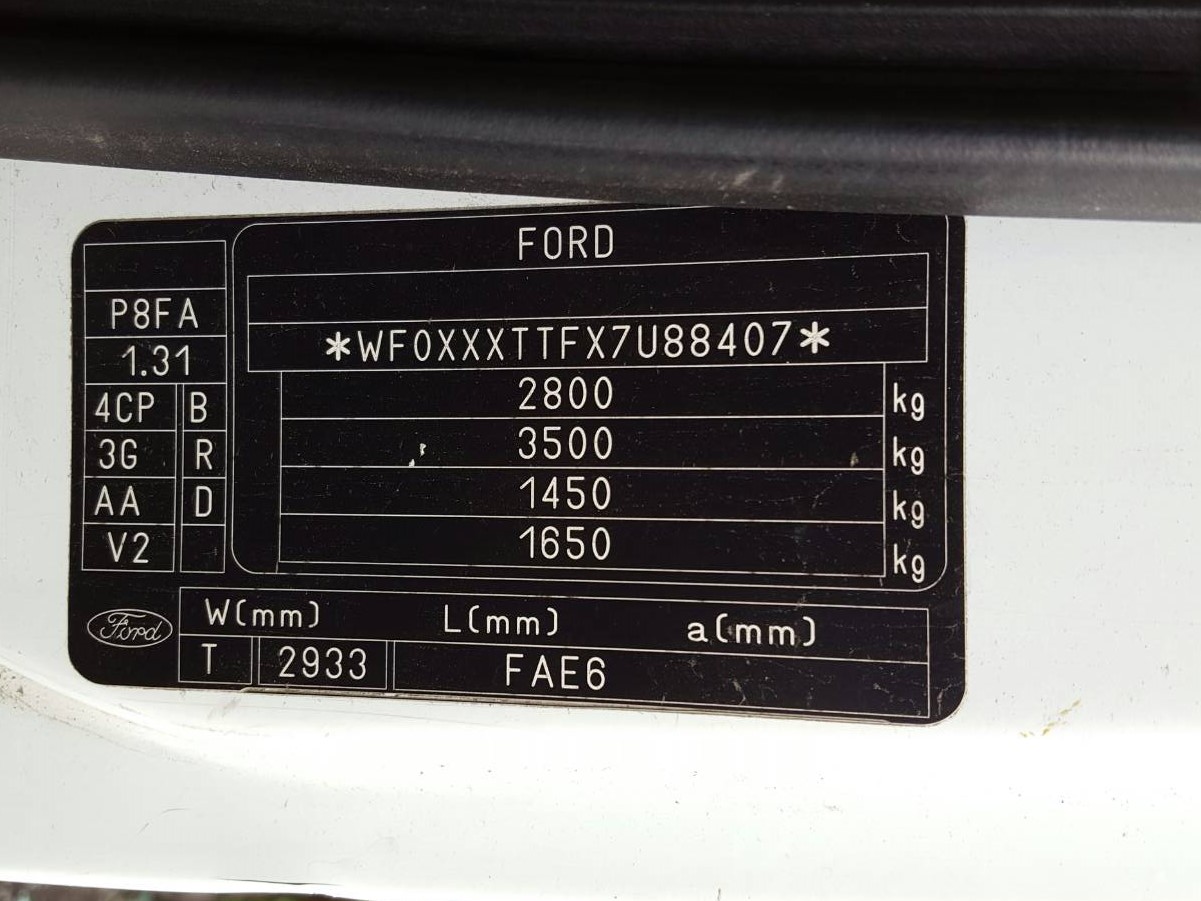 FORD
P8FA
*WF0XXXTTFX7U88407*
1.31
4CP B
2800 kg
3G R
3500 kg
AA D
1450 kg
V2
1650 kg
Ford
W(mm) L(mm) a(mm)
T 2933 FAE6